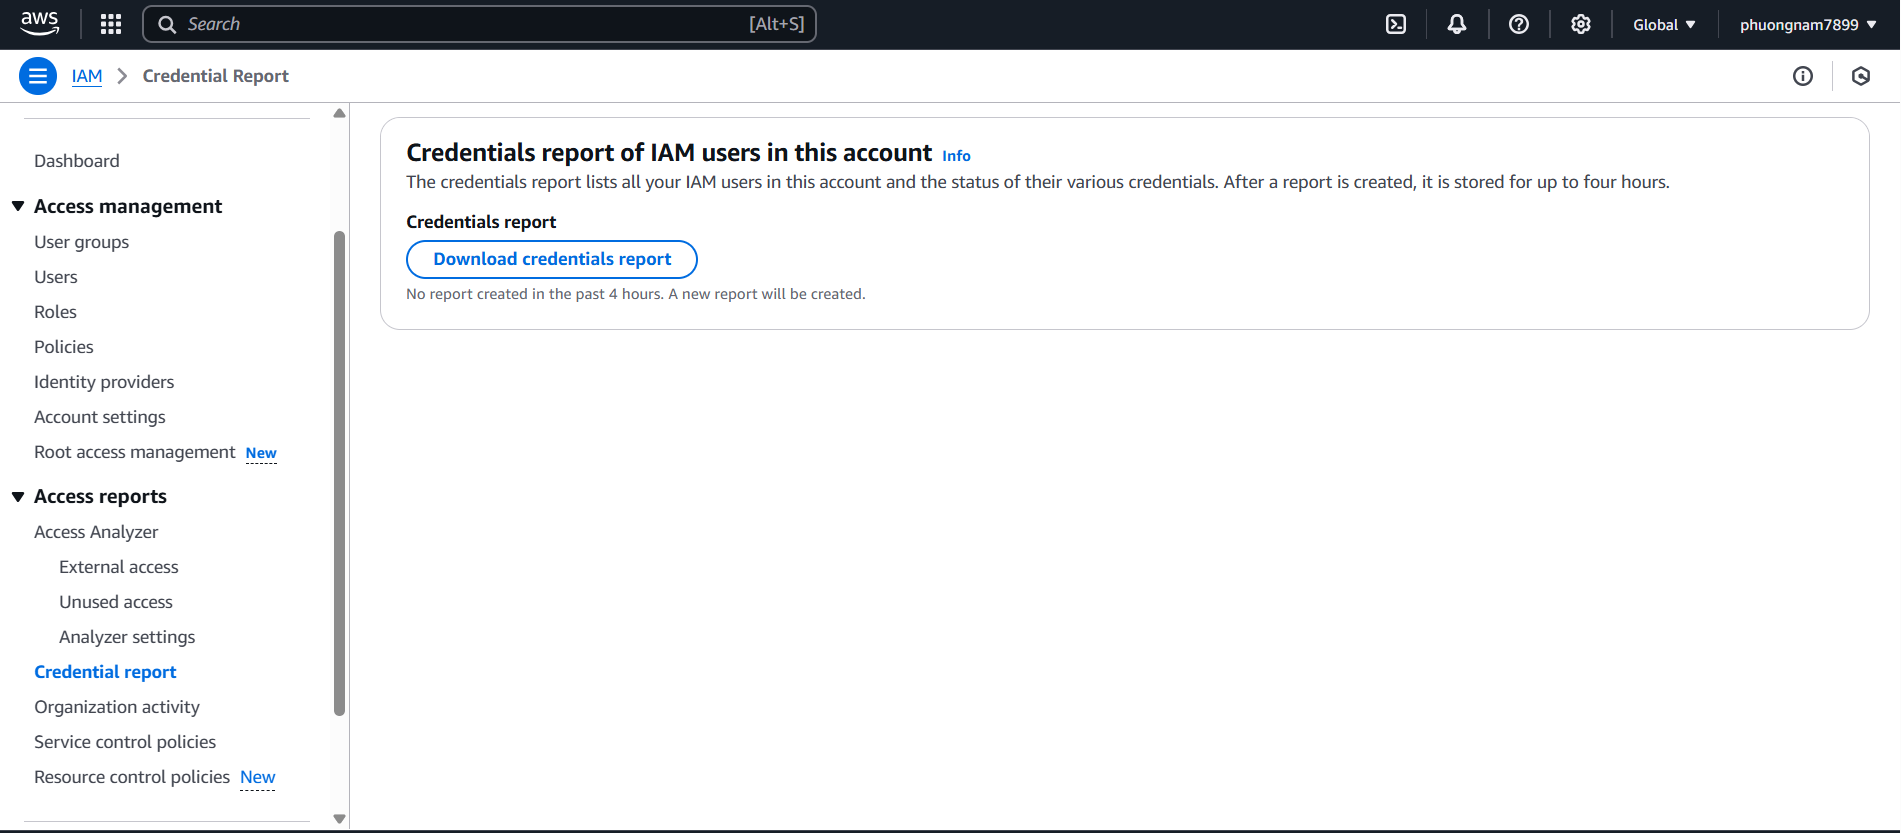 aws
Search [Alt+S]
Global
phuongnam7899
IAM
Credential Report
Dashboard
Access management
User groups
Users
Roles
Policies
Identity providers
Account settings
Root access management New
Access reports
Access Analyzer
External access
Unused access
Analyzer settings
Credential report
Organization activity
Service control policies
Resource control policies New
Credentials report of IAM users in this account Info
The credentials report lists all your IAM users in this account and the status of their various credentials. After a report is created, it is stored for up to four hours.
Credentials report
Download credentials report
No report created in the past 4 hours. A new report will be created.